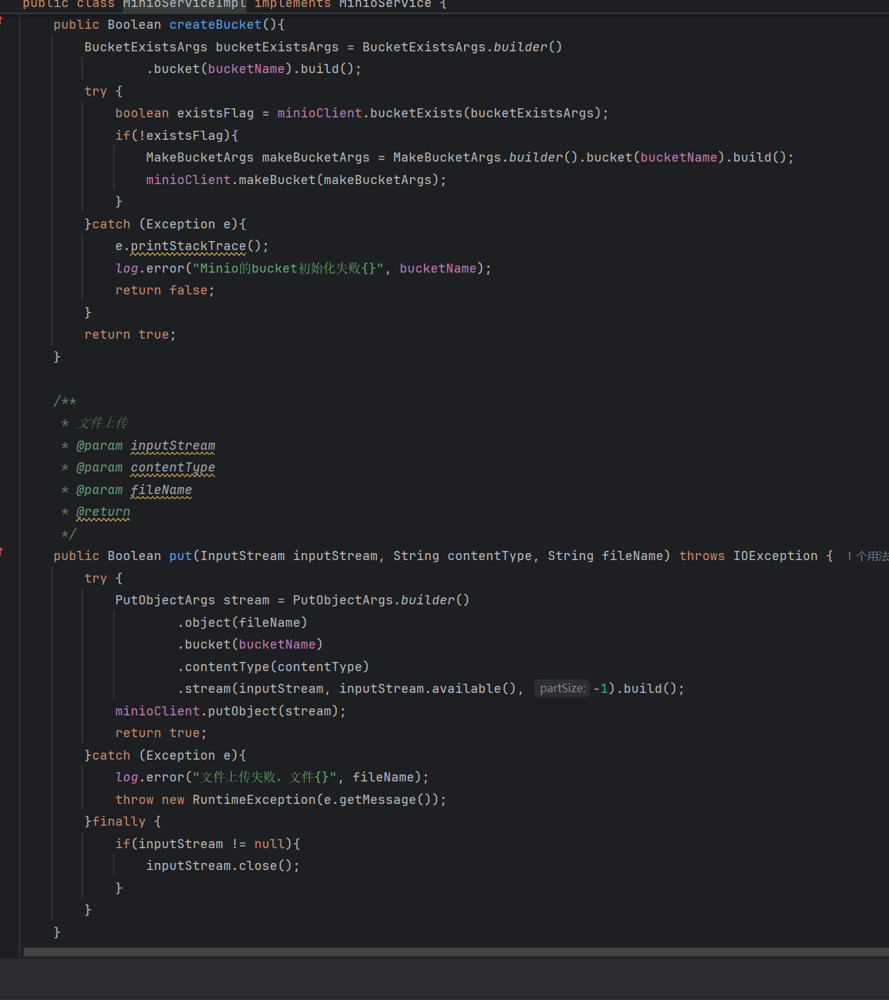 public class MinioServiceImpl implements MinioService {
public Boolean createBucket(){
BucketExistsArgs bucketExistsArgs = BucketExistsArgs.builder()
.bucket(bucketName).build();
try {
boolean existsFlag = minioClient.bucketExists(bucketExistsArgs);
if(!existsFlag){
MakeBucketArgs makeBucketArgs = MakeBucketArgs.builder().bucket(bucketName).build();
minioClient.makeBucket(makeBucketArgs);
}
}catch (Exception e){
e.printStackTrace();
log.error("Minio的bucket初始化失败{}", bucketName);
return false;
}
return true;
}
/**
* 文件上传
* @param inputStream
* @param contentType
* @param fileName
* @return
*/
public Boolean put(InputStream inputStream, String contentType, String fileName) throws IOException { 1 个用法
try {
PutObjectArgs stream = PutObjectArgs.builder()
.object(fileName)
.bucket(bucketName)
.contentType(contentType)
.stream(inputStream, inputStream.available(), partSize: -1).build();
minioClient.putObject(stream);
return true;
}catch (Exception e){
log.error("文件上传失败，文件{}", fileName);
throw new RuntimeException(e.getMessage());
}finally {
if(inputStream != null){
inputStream.close();
}
}
}